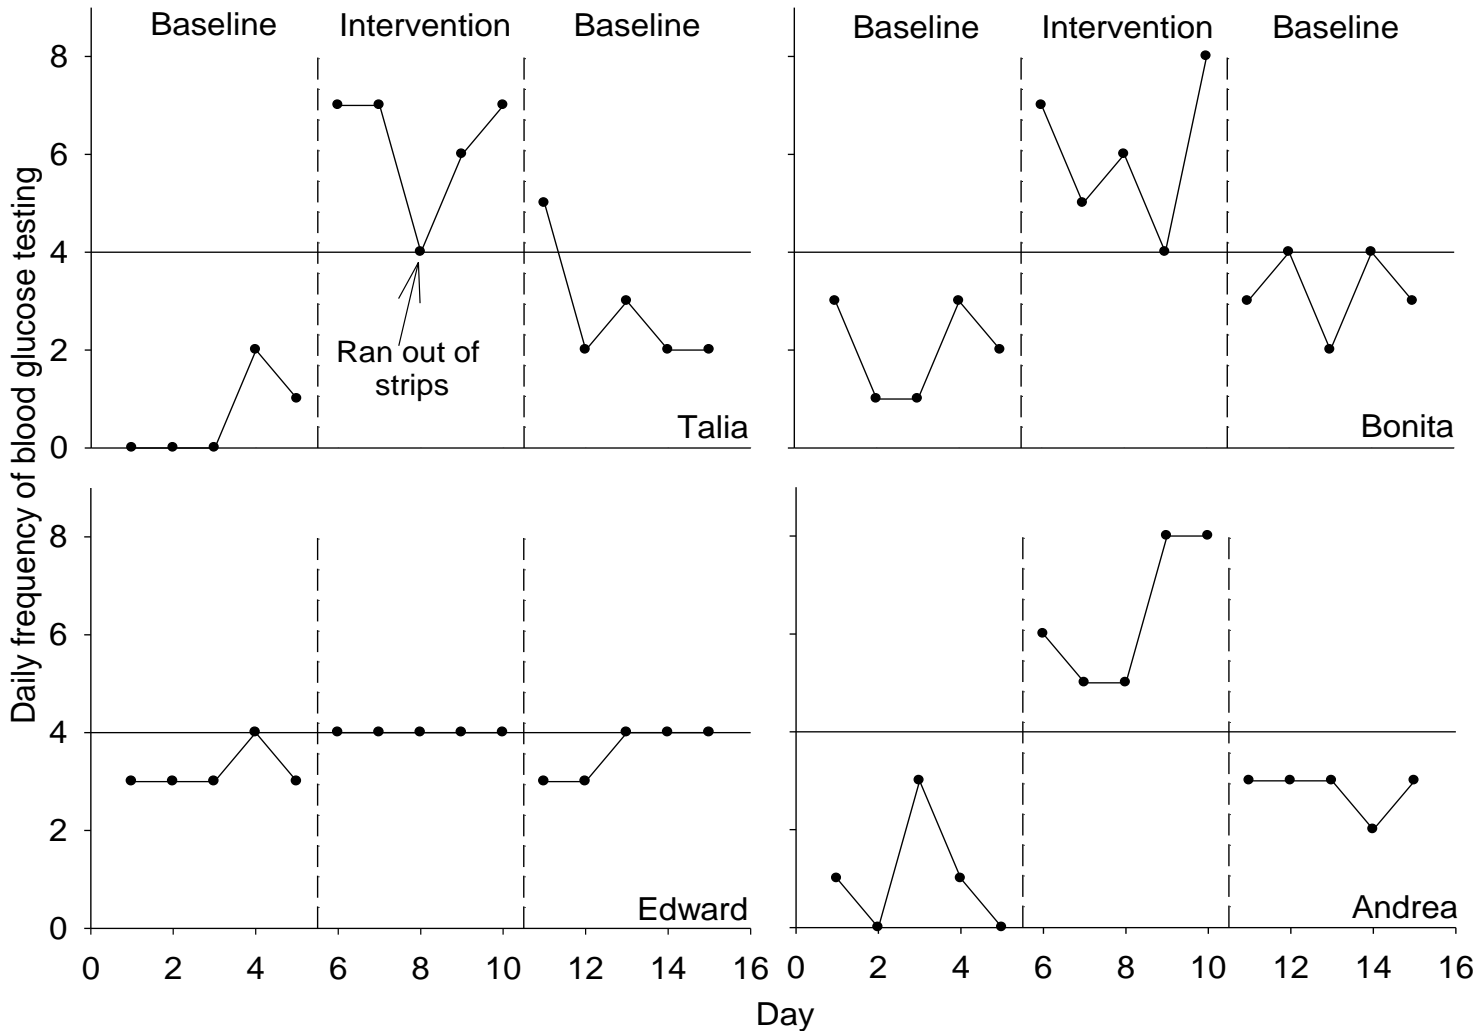 Baseline Intervention Baseline
Baseline Intervention Baseline
Daily frequency of blood glucose testing
8
6
4
2
0
Ran out of
strips
Talia
Bonita
8
6
4
2
0
Edward
Andrea
0 2 4 6 8 10 12 14 16
0 2 4 6 8 10 12 14 16
Day